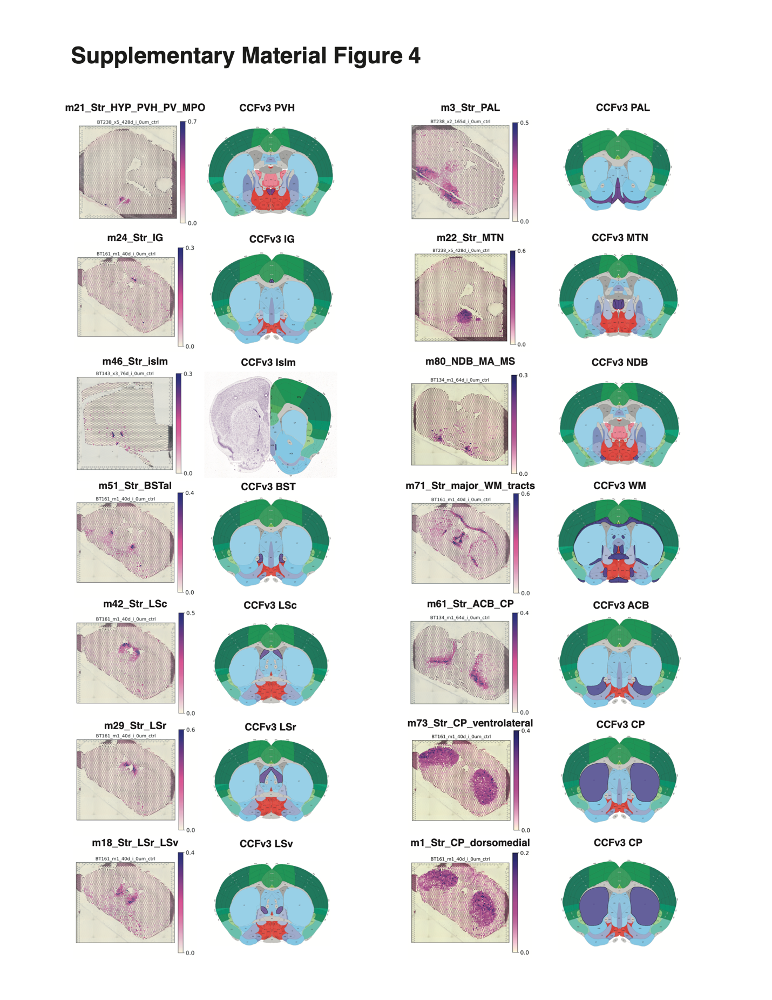 Supplementary Material Figure 4
m21_Str_HYP_PVH_PV_MPO
CCFv3 PVH
BT238_x5_428d_i_0um_ctrl
0.7
0.0
m3_Str_PAL
CCFv3 PAL
BT238_x2_165d_i_0um_ctrl
0.5
0.0
m24_Str_IG
CCFv3 IG
BT161_m1_40d_i_0um_ctrl
0.3
0.0
m22_Str_MTN
CCFv3 MTN
BT238_x5_428d_i_0um_ctrl
0.6
0.0
m46_Str_islm
CCFv3 Islm
BT143_x3_76d_i_0um_ctrl
0.3
0.0
m80_NDB_MA_MS
CCFv3 NDB
BT134_m1_64d_i_0um_ctrl
0.3
0.0
m51_Str_BSTal
CCFv3 BST
BT161_m1_40d_i_0um_ctrl
0.4
0.0
m71_Str_major_WM_tracts
CCFv3 WM
BT161_m1_40d_i_0um_ctrl
0.6
0.0
m42_Str_LSc
CCFv3 LSc
BT161_m1_40d_i_0um_ctrl
0.5
0.0
m61_Str_ACB_CP
CCFv3 ACB
BT134_m1_64d_i_0um_ctrl
0.4
0.0
m29_Str_LSr
CCFv3 LSr
BT161_m1_40d_i_0um_ctrl
0.6
0.0
m73_Str_CP_ventrolateral
CCFv3 CP
BT161_m1_40d_i_0um_ctrl
0.4
0.0
m18_Str_LSr_LSv
CCFv3 LSv
BT161_m1_40d_i_0um_ctrl
0.4
0.0
m1_Str_CP_dorsomedial
CCFv3 CP
BT161_m1_40d_i_0um_ctrl
0.2
0.0